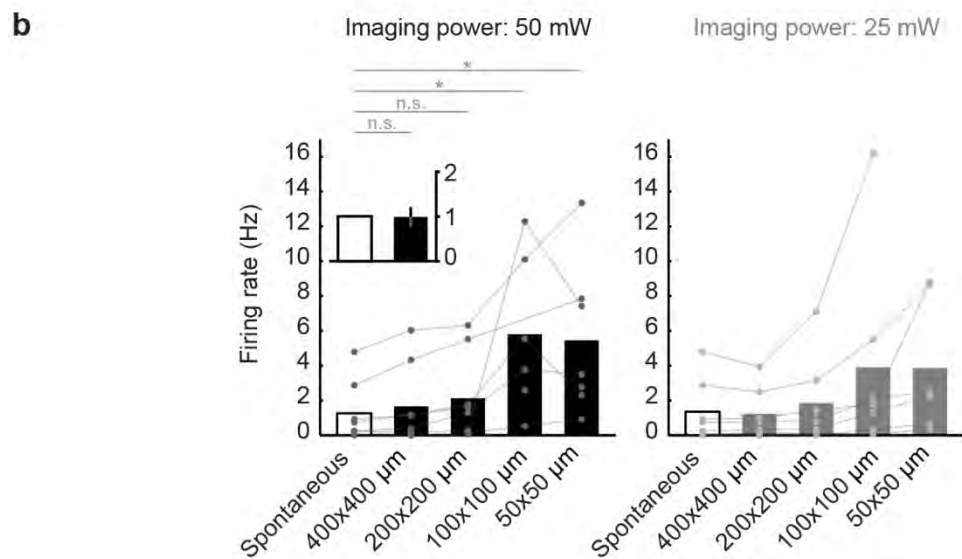 b
Imaging power: 50 mW
Imaging power: 25 mW
*
*
n.s.
n.s.
Firing rate (Hz)
16
14
12
10
8
6
4
2
0
2
1
0
Spontaneous
400x400 µm
200x200 µm
100x100 µm
50x50 µm
16
14
12
10
8
6
4
2
0
Spontaneous
400x400 µm
200x200 µm
100x100 µm
50x50 µm